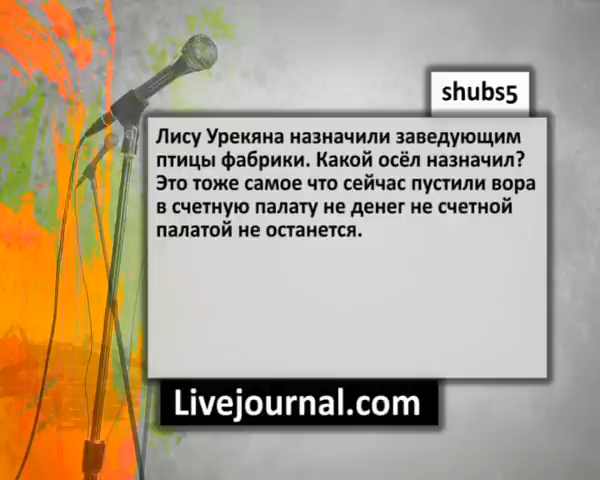 shubs5
Лису Урекяна назначили заведующим
птицы фабрики. Какой осёл назначил?
Это тоже самое что сейчас пустили вора
в счетную палату не денег не счетной
палатой не останется.
Livejournal.com